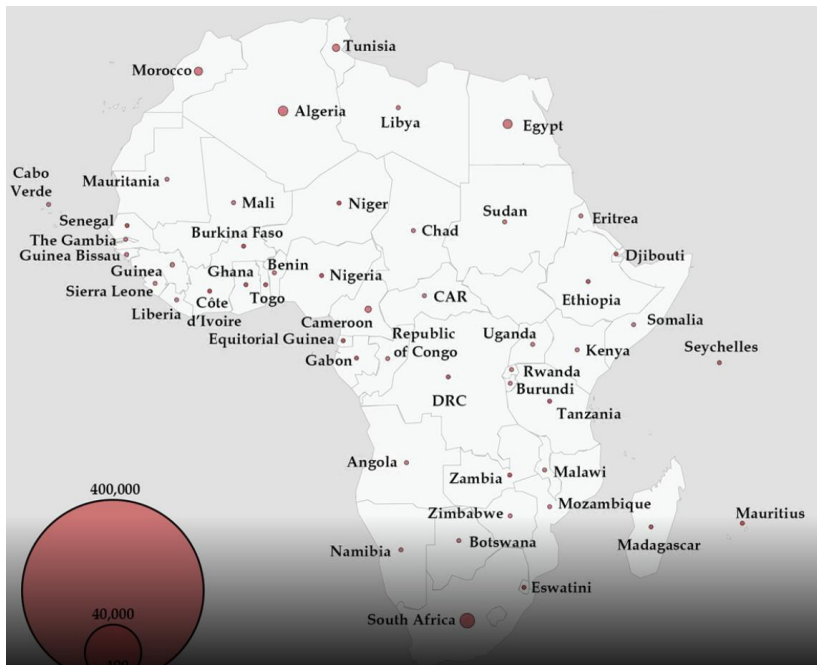 Tunisia
Morocco
Algeria
Libya
Egypt
Cabo
Verde
Mauritania
Mali
Niger
Chad
Sudan
Eritrea
Senegal
The Gambia
Guinea Bissau
Burkina Faso
Djibouti
Guinea
Ghana
Benin
Nigeria
Sierra Leone
Côte
d'Ivoire
Togo
CAR
Ethiopia
Liberia
Cameroon
Somalia
Equitorial Guinea
Republic
of Congo
Uganda
Kenya
Seychelles
Gabon
Rwanda
Burundi
DRC
Tanzania
Angola
Zambia
Malawi
Zimbabwe
Mozambique
Mauritius
Namibia
Botswana
Madagascar
Eswatini
South Africa
400,000
40,000